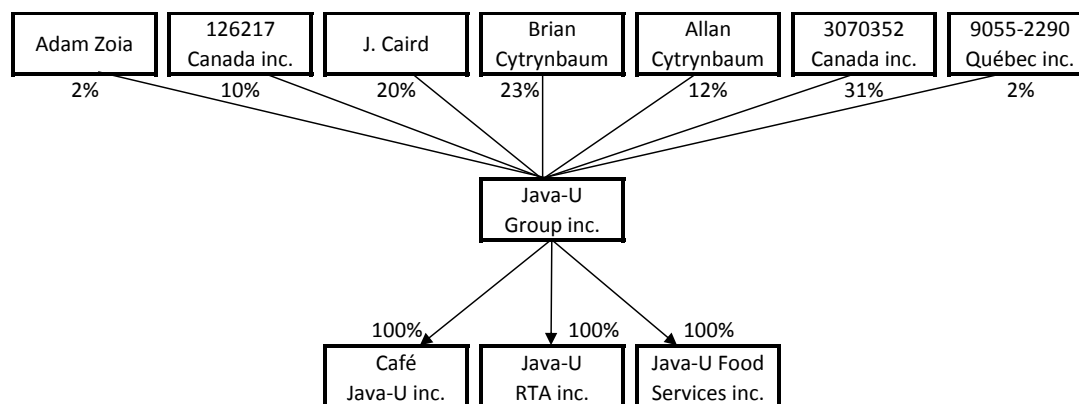 Adam Zoia
126217
Canada inc.
J. Caird
Brian
Cytrynbaum
Allan
Cytrynbaum
3070352
Canada inc.
9055-2290
Québec inc.
2%
10%
20%
23%
12%
31%
2%
Java-U
Group inc.
100%
100%
100%
Café
Java-U inc.
Java-U
RTA inc.
Java-U Food
Services inc.